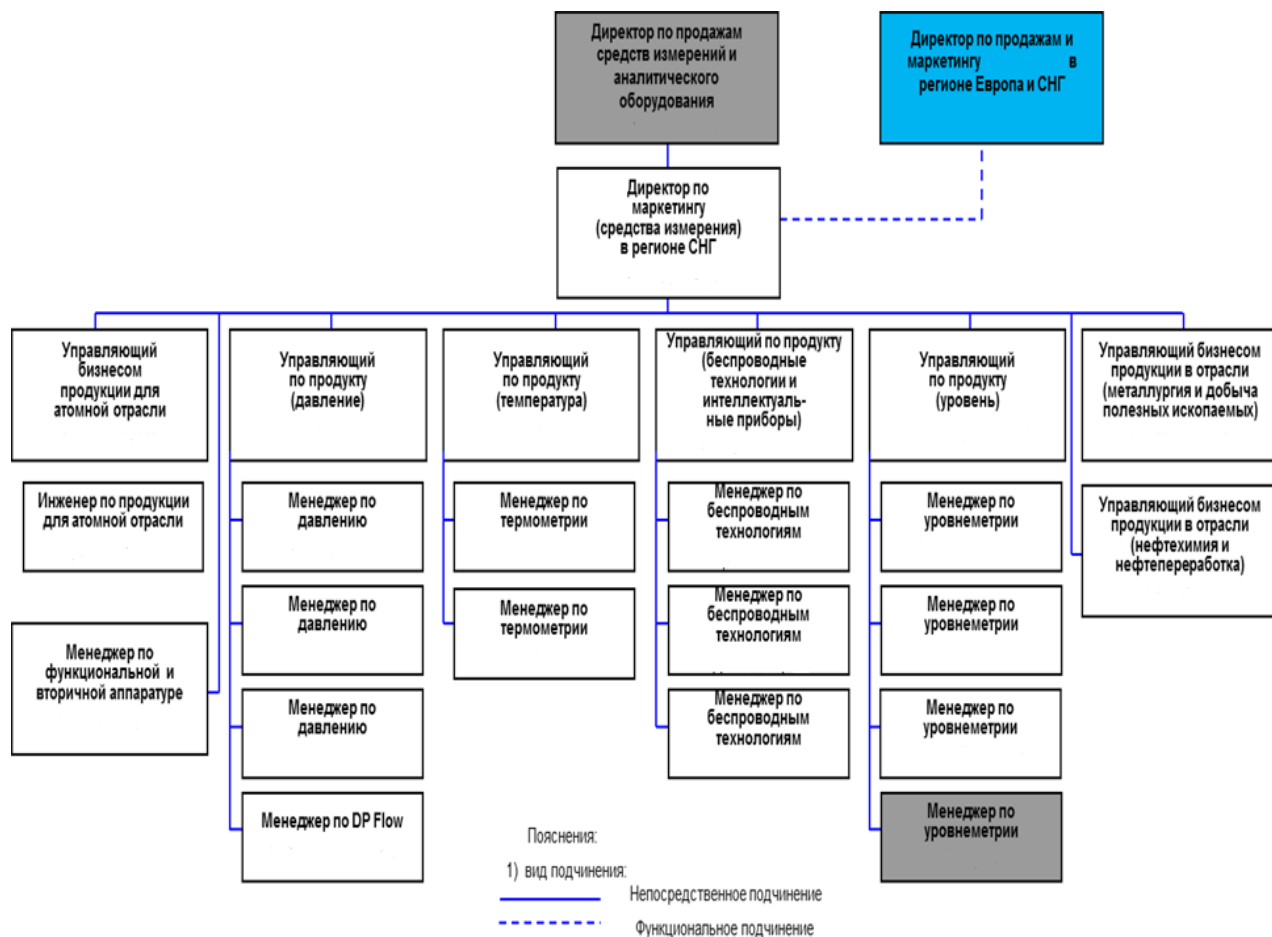 Директор по продажам
средств измерений и
аналитического
оборудования
Директор по продажам и
маркетингу в
регионе Европа и СНГ
Директор по
маркетингу
(средства измерения)
в регионе СНГ
Управляющий
бизнесом
продукции для
атомной отрасли
Управляющий
по продукту
(давление)
Управляющий
по продукту
(температура)
Управляющий по продукту
(беспроводные
технологии и
интеллектуаль-
ные приборы)
Управляющий
по продукту
(уровень)
Управляющий бизнесом
продукции в отрасли
(металлургия и добыча
полезных ископаемых)
Инженер по продукции
для атомной отрасли
Менеджер по
давлению
Менеджер по
термометрии
Менеджер по
беспроводным
технологиям
Менеджер по
уровнеметрии
Управляющий бизнесом
продукции в отрасли
(нефтехимия и
нефтепереработка)
Менеджер по
давлению
Менеджер по
термометрии
Менеджер по
беспроводным
технологиям
Менеджер по
уровнеметрии
Менеджер по
функциональной и
вторичной аппаратуре
Менеджер по
давлению
Менеджер по
беспроводным
технологиям
Менеджер по
уровнеметрии
Менеджер по DP Flow
Менеджер по
уровнеметрии
Пояснения:
1) вид подчинения:
Непосредственное подчинение
Функциональное подчинение